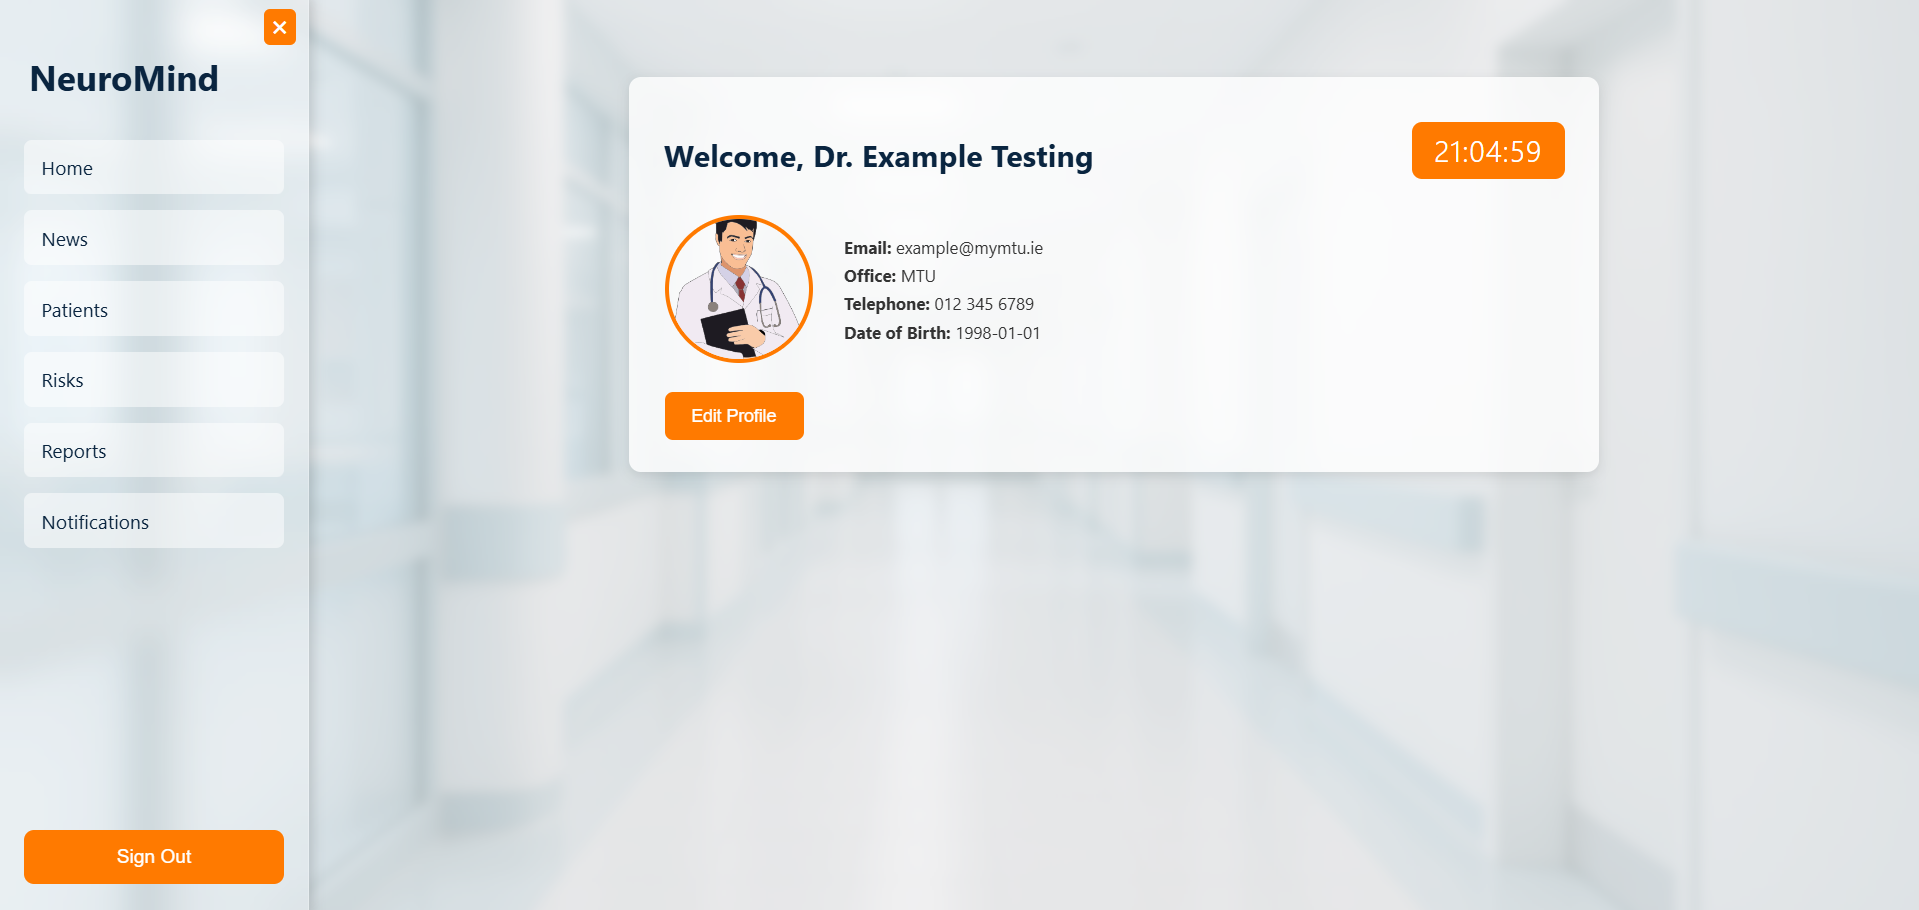 ×
NeuroMind
Home
News
Patients
Risks
Reports
Notifications
Sign Out
Welcome, Dr. Example Testing
21:04:59
Email: example@mymtu.ie
Office: MTU
Telephone: 012 345 6789
Date of Birth: 1998-01-01
Edit Profile